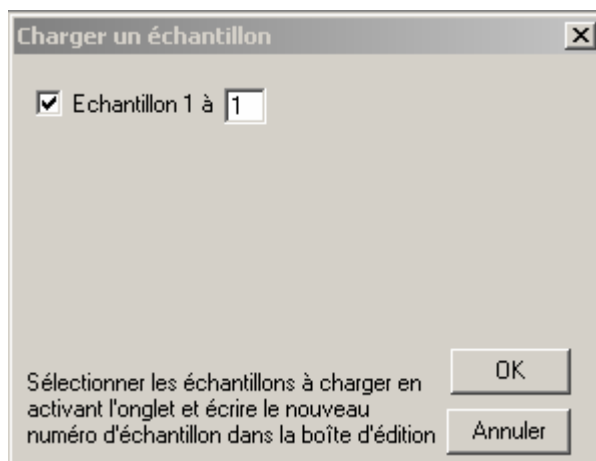 Charger un échantillon
Echantillon 1 à 1
OK
Sélectionner les échantillons à charger en
activant l'onglet et écrire le nouveau
numéro d'échantillon dans la boîte d'édition
Annuler